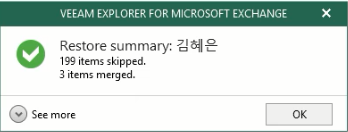 VEEAM EXPLORER FOR MICROSOFT EXCHANGE
Restore summary: 김혜은
199 items skipped.
3 items merged.
See more
OK